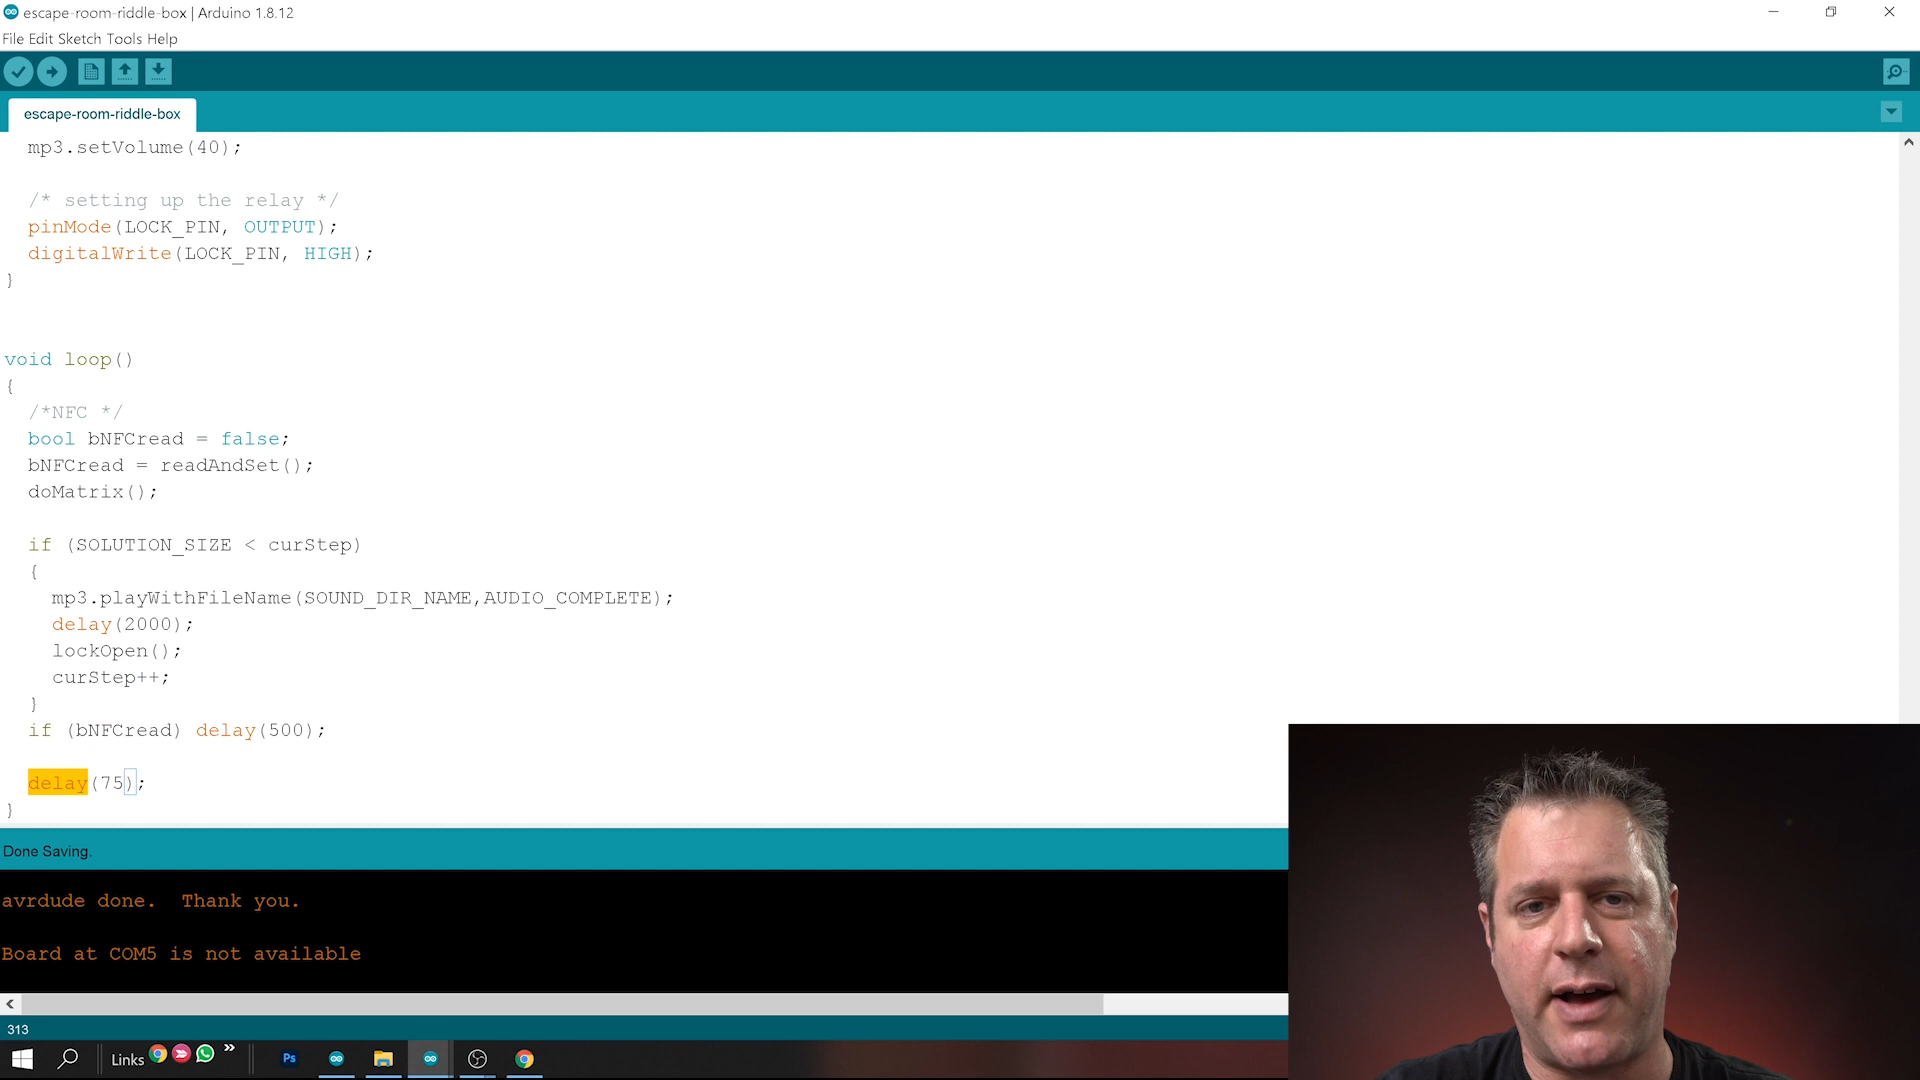 escape-room-riddle-box | Arduino 1.8.12
File Edit Sketch Tools Help
escape-room-riddle-box
mp3.setVolume(40);
/* setting up the relay */
pinMode(LOCK_PIN, OUTPUT);
digitalWrite(LOCK_PIN, HIGH);
}
void loop()
{
/*NFC */
bool bNFCread = false;
bNFCread = readAndSet();
doMatrix();
if (SOLUTION_SIZE < curStep)
{
mp3.playWithFileName(SOUND_DIR_NAME,AUDIO_COMPLETE);
delay(2000);
lockOpen();
curStep++;
}
if (bNFCread) delay(500);
delay(75);
}
Done Saving.
avrdude done.  Thank you.
Board at COM5 is not available
313
Links
Ps